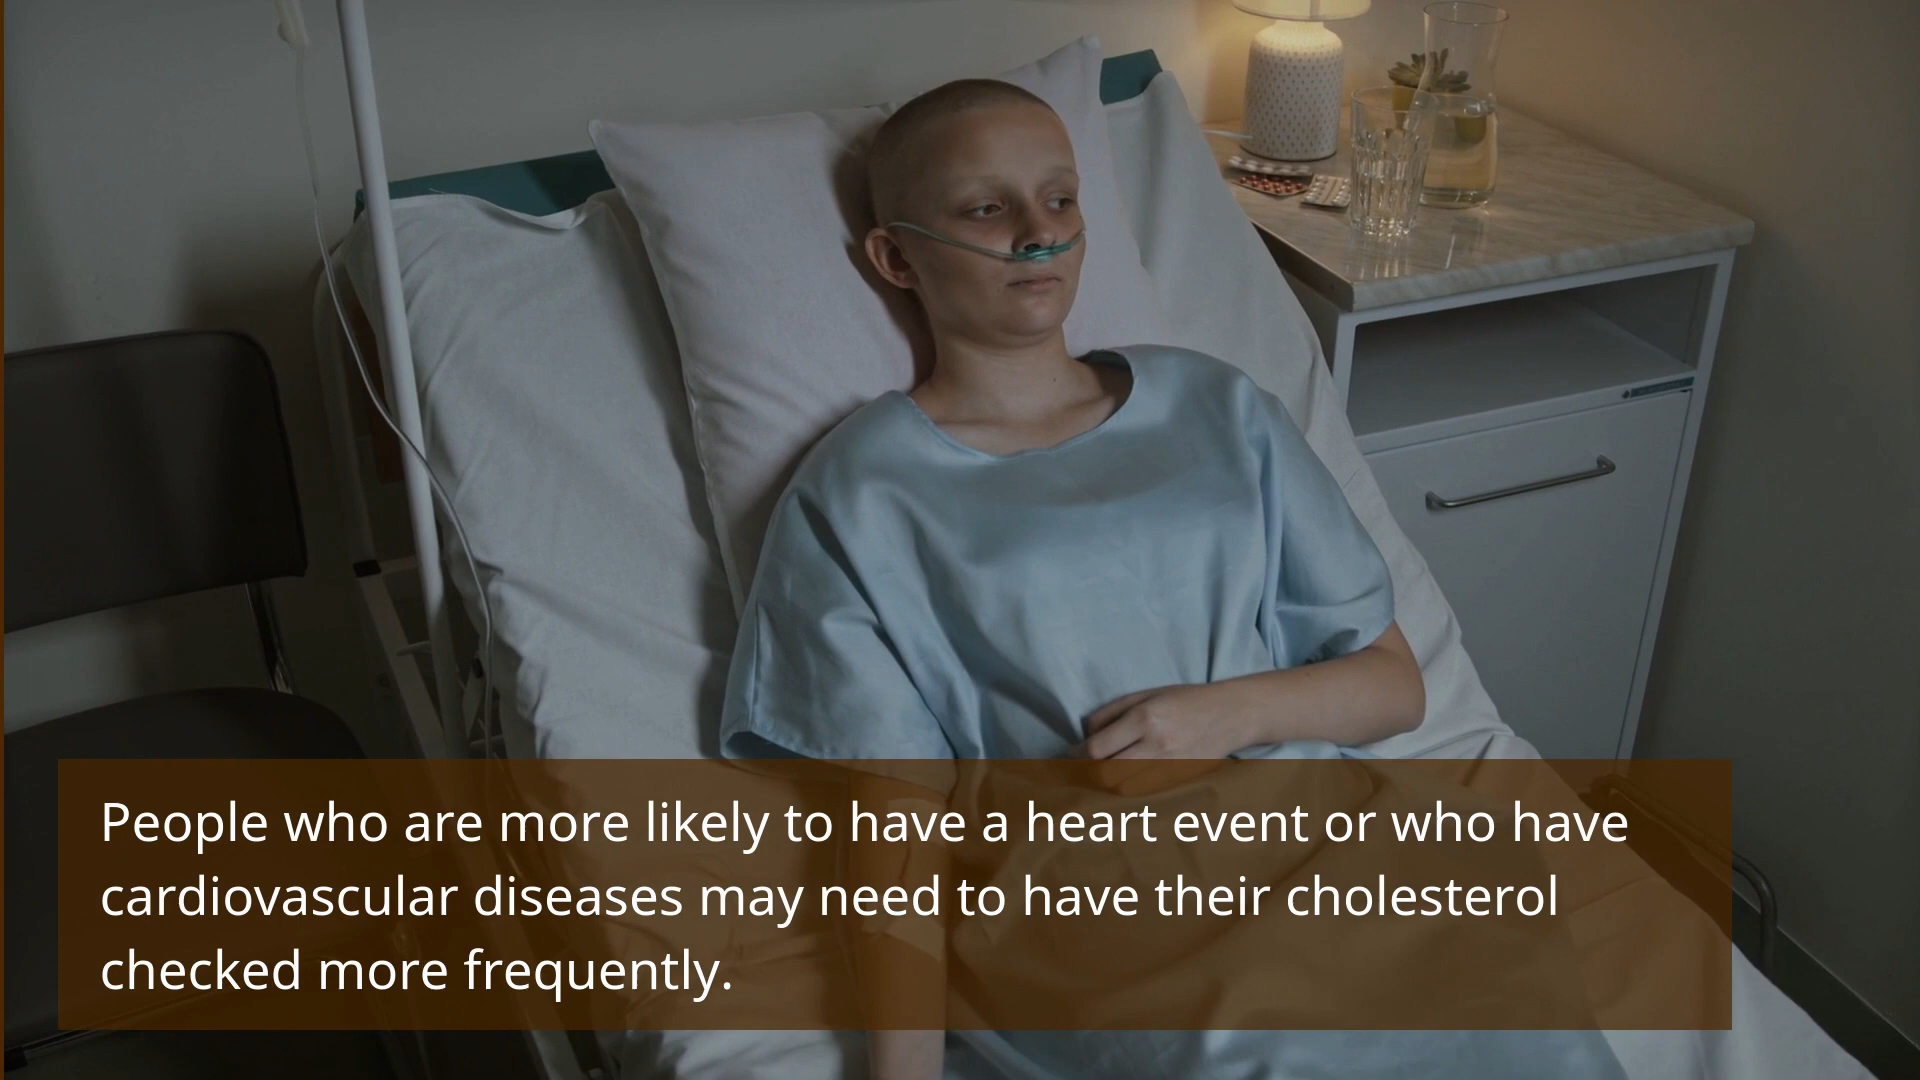 People who are more likely to have a heart event or who have
cardiovascular diseases may need to have their cholesterol
checked more frequently.